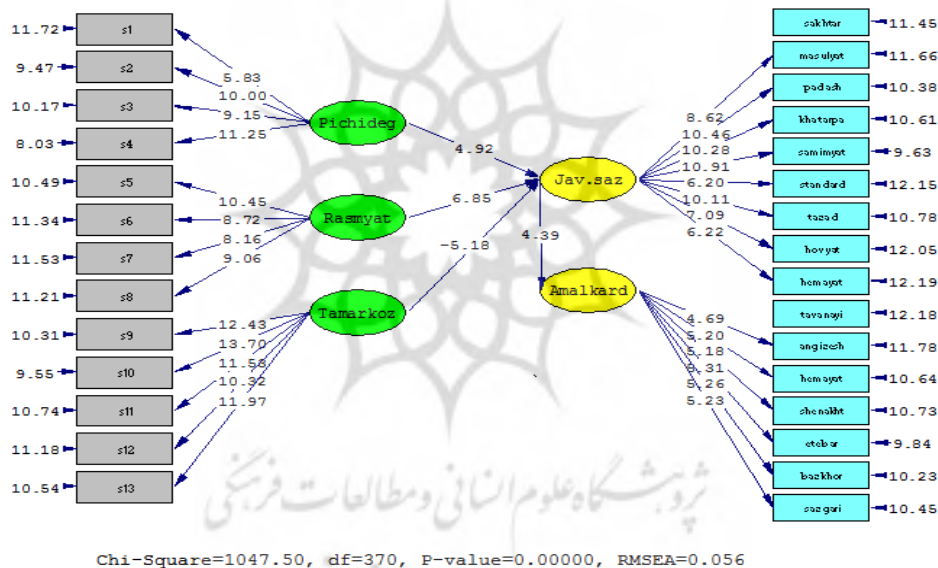 11.72 s1
9.47 s2
10.17 s3
8.03 s4
10.49 s5
11.34 s6
11.53 s7
11.21 s8
10.31 s9
9.55 s10
10.74 s11
11.18 s12
10.54 s13
5.83
10.00
9.15
11.25
10.45
8.72
8.16
9.06
12.43
13.70
11.58
10.32
11.97
Pichideg
Rasmyat
Tamarkoz
4.92
6.85
-5.18
4.39
Jav.saz
Amalkard
8.62
10.46
10.28
10.91
6.20
10.11
7.09
6.22
4.69
5.20
5.18
5.26
5.23
sakhtar 11.45
masulyat 11.66
padash 10.38
khatarpa 10.61
samimyat 9.63
standard 12.15
tazad 10.78
hovyat 12.05
hemayat 12.19
tavanayi 12.18
angizesh 11.78
hemayat 10.64
shenakht 10.73
etebar 9.84
bazkhor 10.23
sazgari 10.45
پژوهشگاه علوم انسانی و مطالعات فرهنگی
Chi-Square=1047.50, df=370, P-value=0.00000, RMSEA=0.056